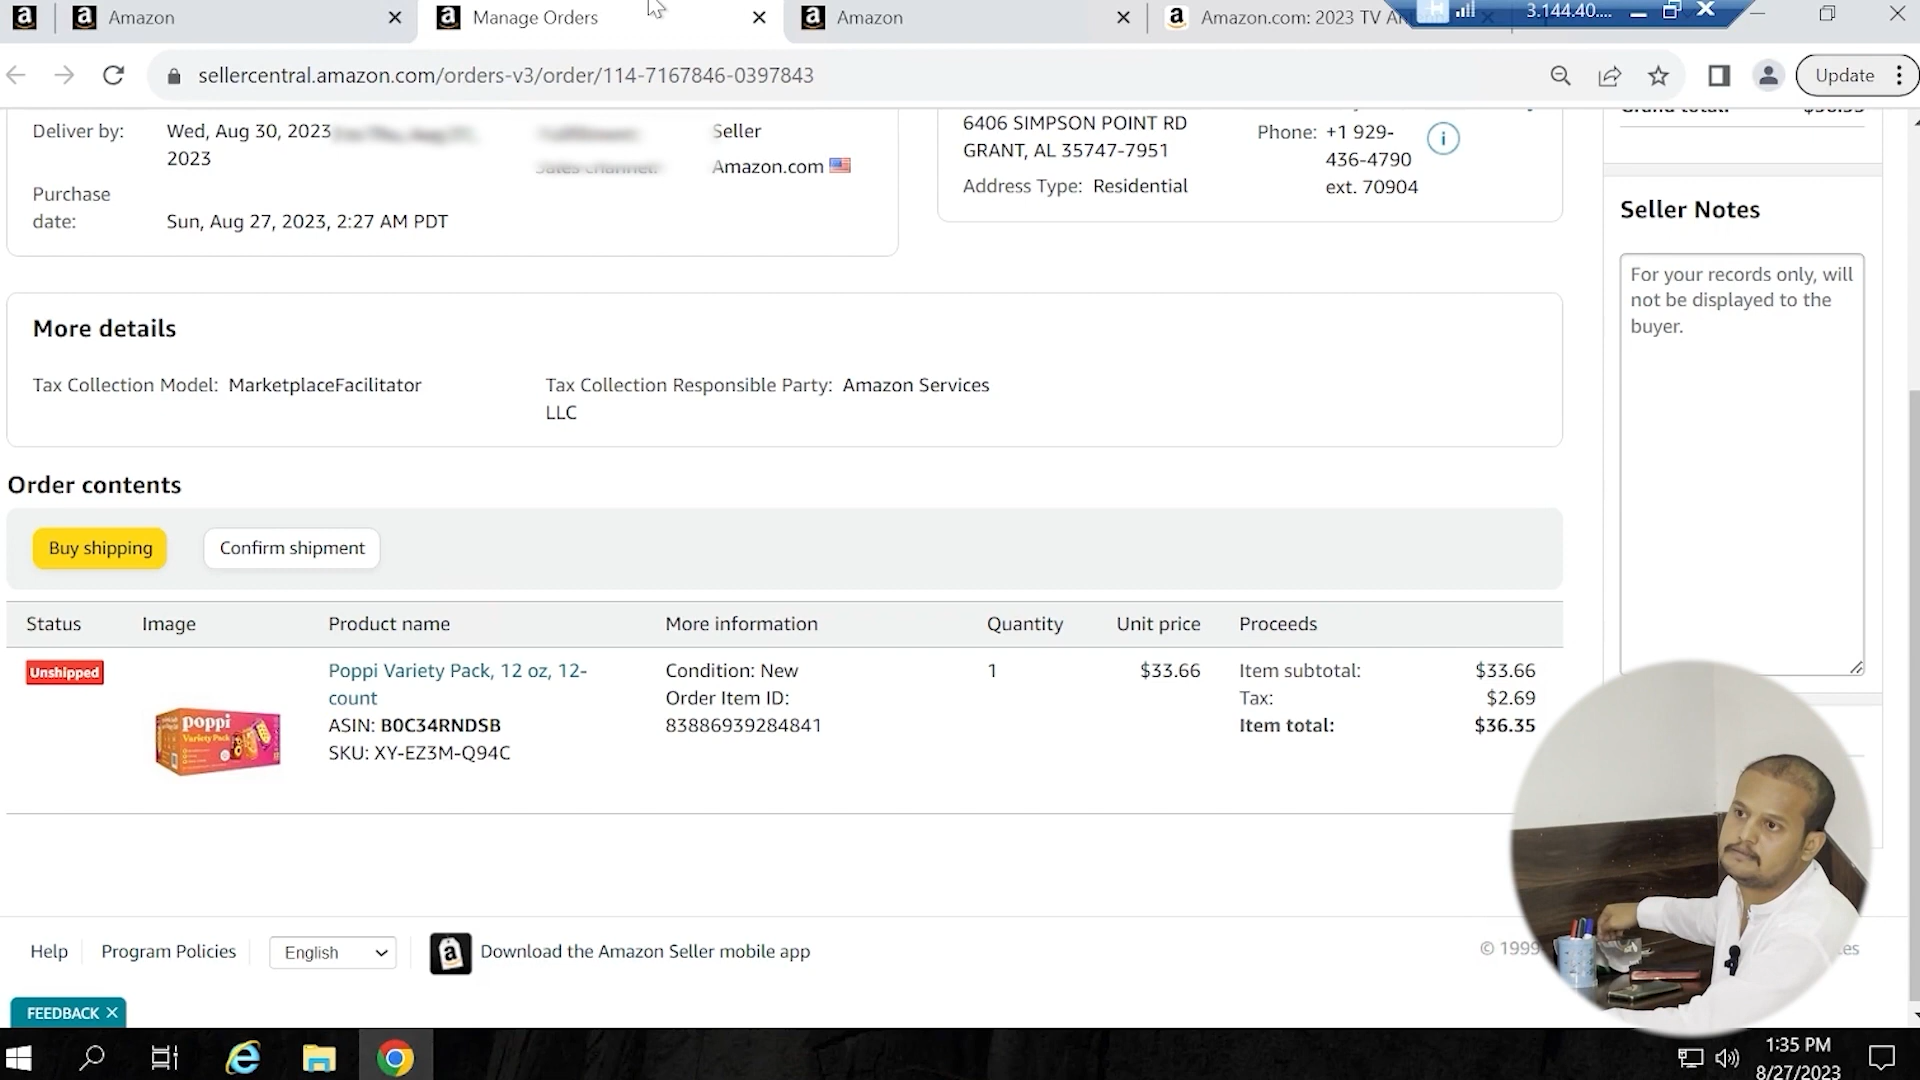 Amazon
Manage Orders
Amazon
Amazon.com: 2023 TV
3.144.40....
sellercentral.amazon.com/orders-v3/order/114-7167846-0397843
Update
Deliver by: Wed, Aug 30, 2023
2023
Seller
Amazon.com
Purchase
date: Sun, Aug 27, 2023, 2:27 AM PDT
6406 SIMPSON POINT RD
GRANT, AL 35747-7951
Address Type: Residential
Phone: +1 929-
436-4790
ext. 70904
Seller Notes
For your records only, will
not be displayed to the
buyer.
More details
Tax Collection Model: MarketplaceFacilitator
Tax Collection Responsible Party: Amazon Services
LLC
Order contents
Buy shipping
Confirm shipment
Status Image Product name More information Quantity Unit price Proceeds
Unshipped
poppi
Variety Pack
Poppi Variety Pack, 12 oz, 12-
count
ASIN: B0C34RNDSB
SKU: XY-EZ3M-Q94C
Condition: New
Order Item ID:
83886939284841
1
$33.66
Item subtotal: $33.66
Tax: $2.69
Item total: $36.35
Help
Program Policies
English
Download the Amazon Seller mobile app
© 1999
FEEDBACK
1:35 PM
8/27/2023